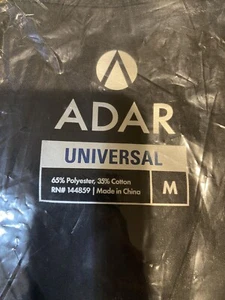 ADAR
UNIVERSAL
65% Polyester, 35% Cotton
RN# 144859 | Made in China
M